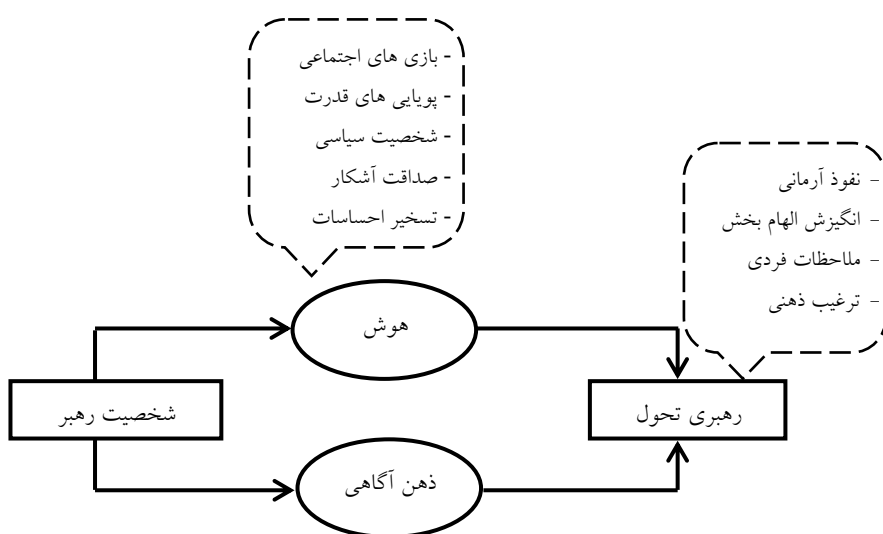 - بازی های اجتماعی
- پویایی های قدرت
- شخصیت سیاسی
- صداقت آشکار
- تسخیر احساسات
- نفوذ آرمانی
- انگیزش الهام بخش
- ملاحظات فردی
- ترغیب ذهنی
هوش
شخصیت رهبر
رهبری تحول
ذهن آگاهی